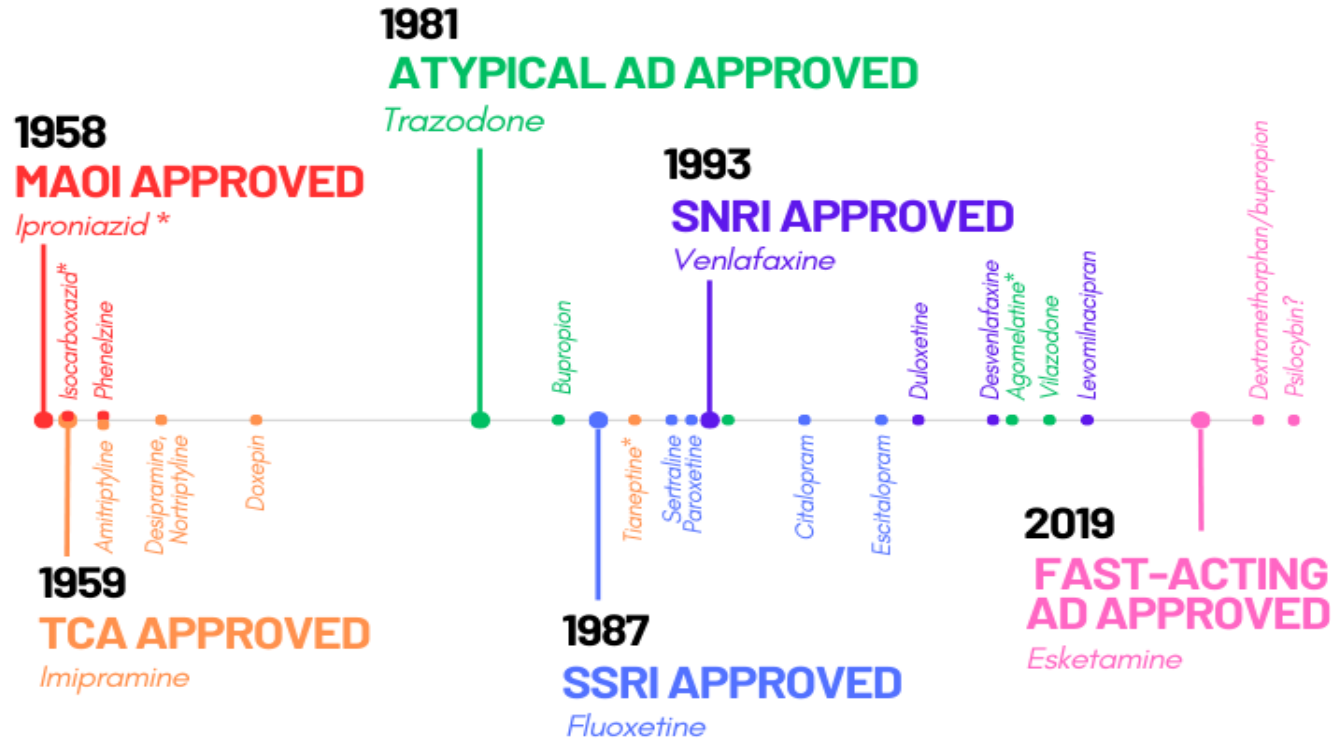 1981
ATYPICAL AD APPROVED
Trazodone
1958
MAOI APPROVED
Iproniazid *
1993
SNRI APPROVED
Venlafaxine
Isocarboxazid*
Phenelzine
Bupropion
Duloxetine
Desvenlafaxine
Agomelatine*
Vilazodone
Levomilnacipran
Dextromethorphan/bupropion
Psilocybin?
Amitriptyline
Desipramine,
Nortriptyline
Doxepin
Tianeptine*
Sertraline
Paroxetine
Citalopram
Escitalopram
1959
TCA APPROVED
Imipramine
1987
SSRI APPROVED
Fluoxetine
2019
FAST-ACTING
AD APPROVED
Esketamine